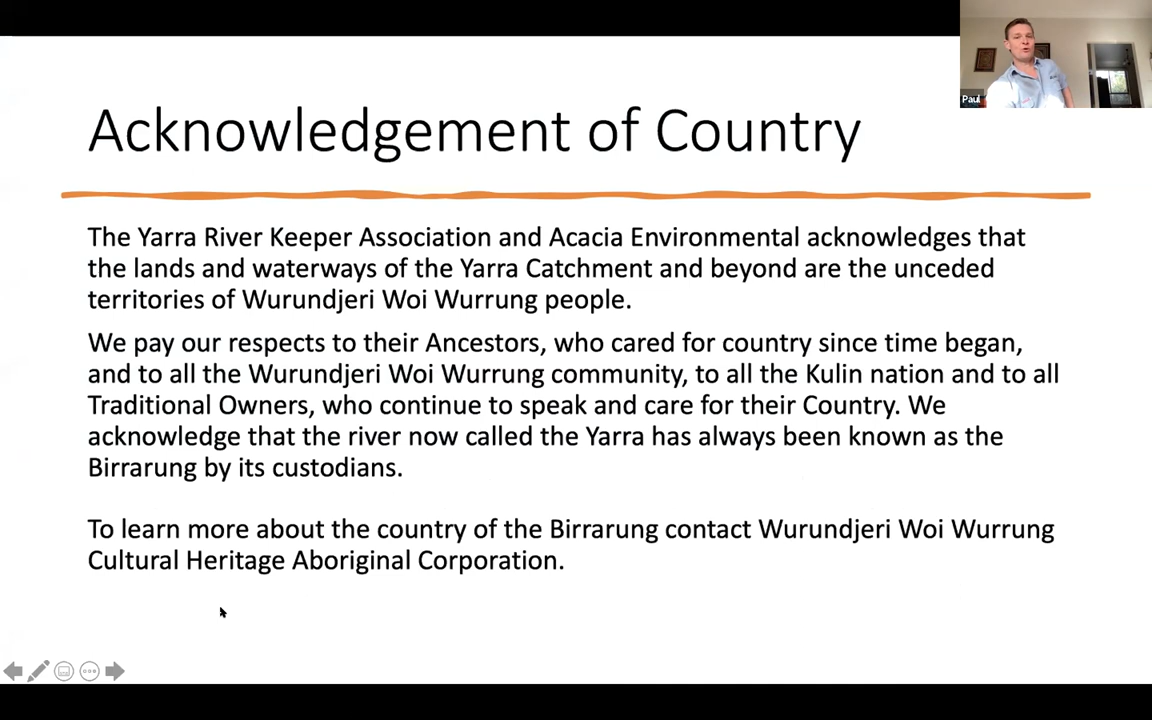 Paul
Acknowledgement of Country
The Yarra River Keeper Association and Acacia Environmental acknowledges that
the lands and waterways of the Yarra Catchment and beyond are the unceded
territories of Wurundjeri Woi Wurrung people.
We pay our respects to their Ancestors, who cared for country since time began,
and to all the Wurundjeri Woi Wurrung community, to all the Kulin nation and to all
Traditional Owners, who continue to speak and care for their Country. We
acknowledge that the river now called the Yarra has always been known as the
Birrarung by its custodians.
To learn more about the country of the Birrarung contact Wurundjeri Woi Wurrung
Cultural Heritage Aboriginal Corporation.